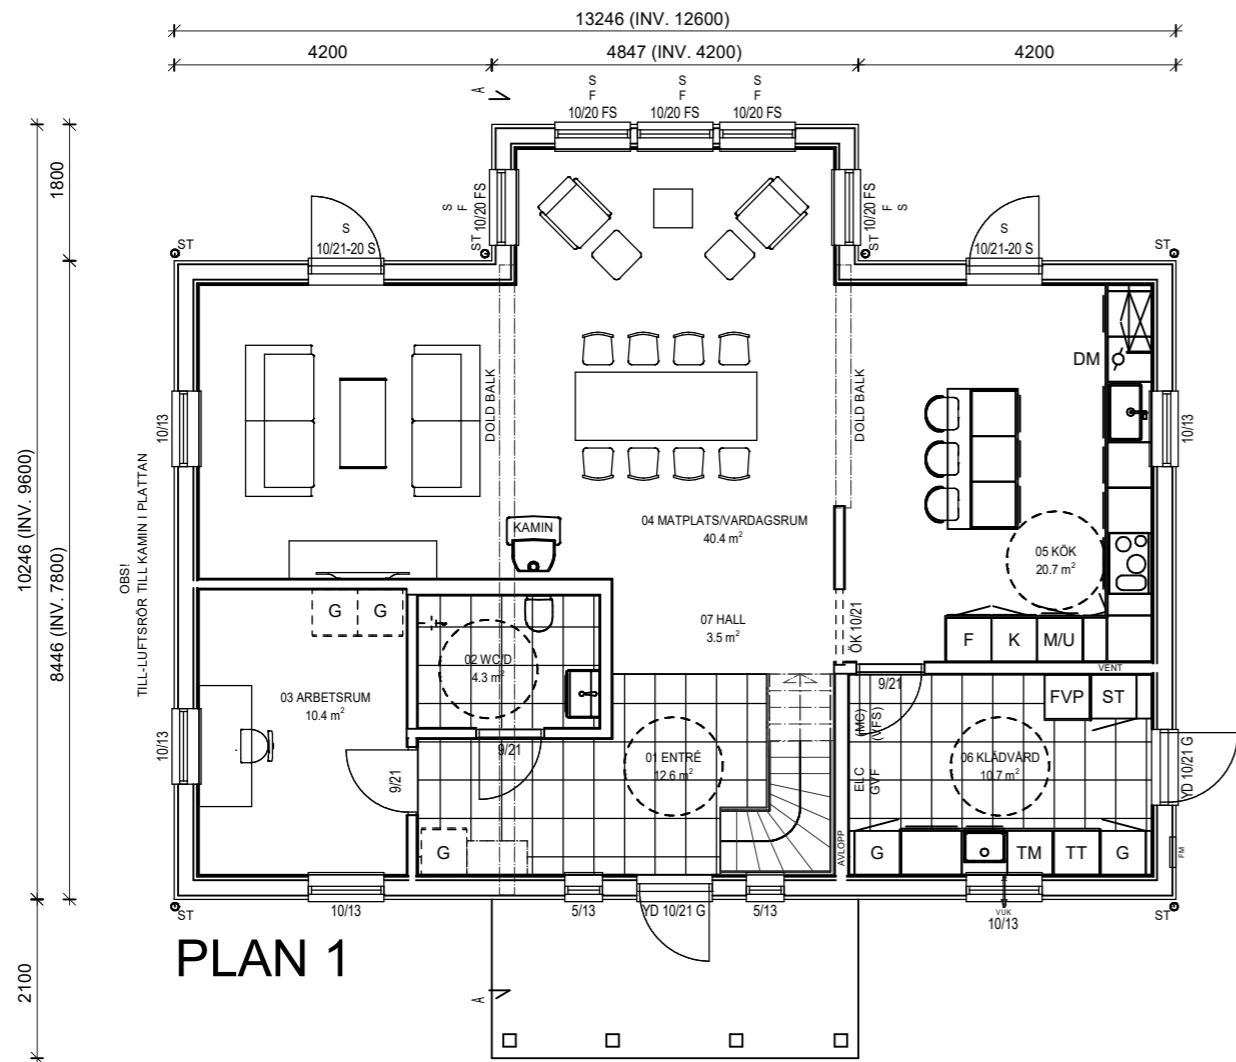 13246 (INV. 12600)
4200
4847 (INV. 4200)
4200
A
S
F
10/20 FS
S
F
10/20 FS
S
F
10/20 FS
1800
10246 (INV. 9600)
8446 (INV. 7800)
2100
S
F
10/20 FS
10/20 FS
F
S
ST
S
10/21-20 S
ST
ST
S
10/21-20 S
ST
DOLD BALK
DOLD BALK
DM
10/13
10/13
OBS!
TILL-LUFTSRÖR TILL KAMIN I PLATTAN
KAMIN
04 MATPLATS/VARDAGSRUM
40.4 m²
05 KÖK
20.7 m²
G
G
07 HALL
3.5 m²
ÖK 10/21
F
K
M/U
VENT
02 WC/D
4.3 m²
03 ARBETSRUM
10.4 m²
9/21
FVP
ST
(MC)
(VFS)
10/13
9/21
9/21
01 ENTRÉ
12.6 m²
ELC
GVF
06 KLÄDVÅRD
10.7 m²
YD 10/21 G
G
AVLOPP
G
TM
TT
G
FM
ST
10/13
5/13
YD 10/21 G
5/13
VUK
10/13
ST
PLAN 1
A